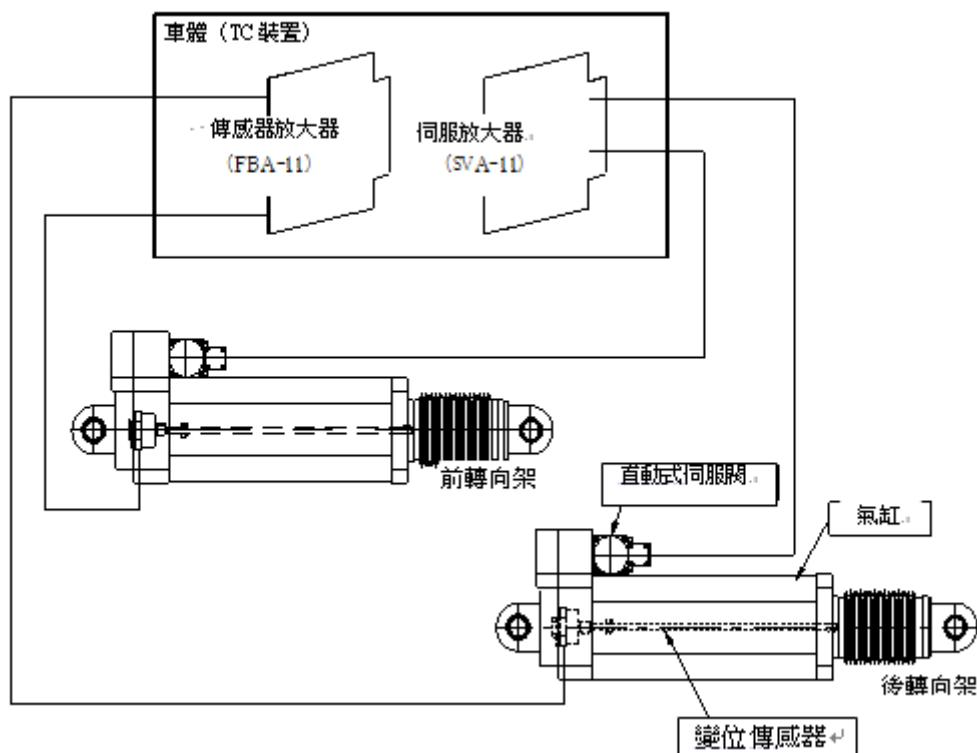 車體（TC 裝置）
傳感器放大器
（FBA-11）
伺服放大器
（SVA-11）
前轉向架
直動式伺服閥
氣缸
後轉向架
變位傳感器